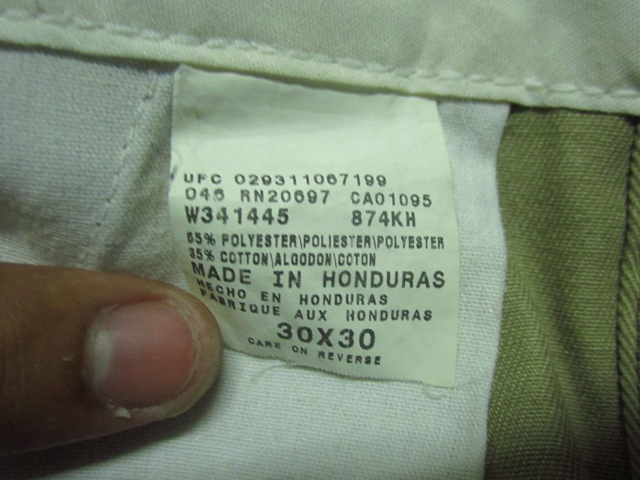 UPC 029311067199
046 RN20697 CA01095
W341445 874KH
65% POLYESTER\POLIESTER\POLYESTER
35% COTTON\ALGODON\COTON
MADE IN HONDURAS
HECHO EN HONDURAS
FABRIQUE AUX HONDURAS
30X30
CARE ON REVERSE